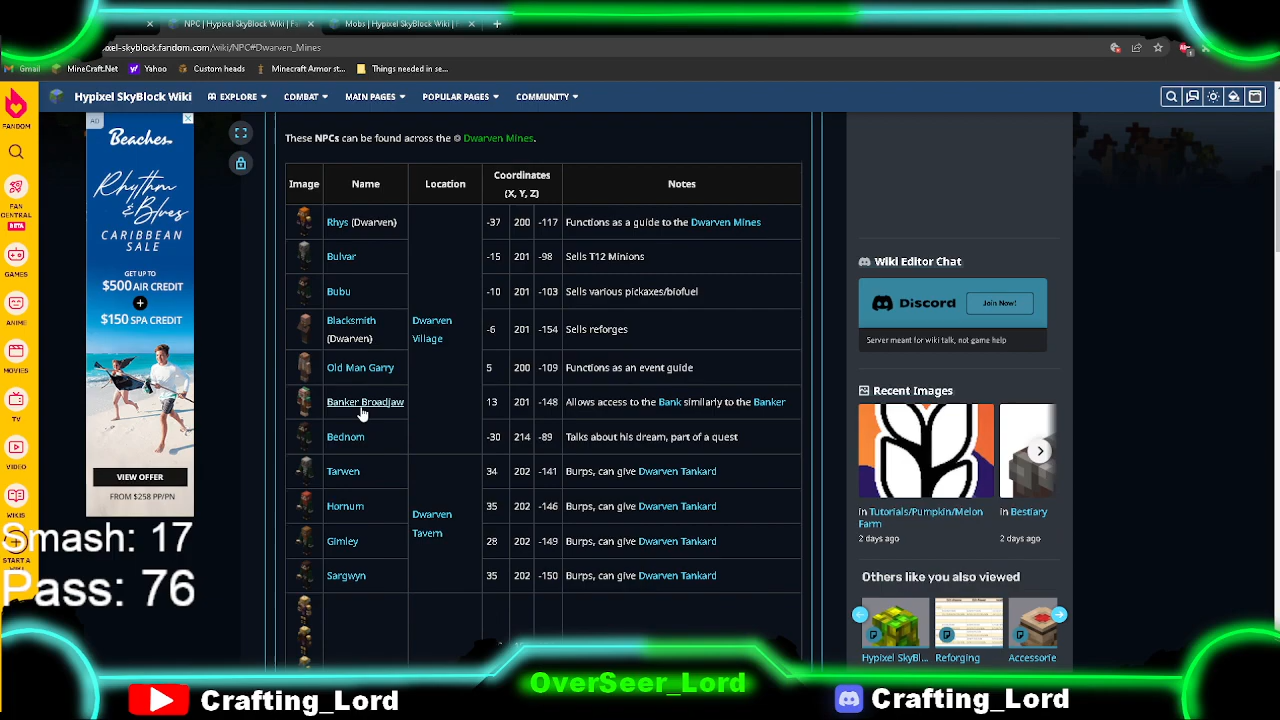 NPC | Hypixel SkyBlock Wiki | F
Mobs | Hypixel SkyBlock Wiki | F
xel-skyblock.fandom.com/wiki/NPC#Dwarven_Mines
Gmail
MineCraft.Net
Yahoo
Custom heads
Minecraft Armor st...
Things needed in se...
Hypixel SkyBlock Wiki
EXPLORE
COMBAT
MAIN PAGES
POPULAR PAGES
COMMUNITY
FANDOM
FAN CENTRAL
BETA
GAMES
ANIME
MOVIES
TV
VIDEO
WIKIS
START A
AD
Beaches
Rhythm & Blues
CARIBBEAN
SALE
GET UP TO
$500 AIR CREDIT
$150 SPA CREDIT
VIEW OFFER
FROM $258 PP/PN
Smash: 17
Pass: 76
These NPCs can be found across the Dwarven Mines.
Image Name Location Coordinates (X, Y, Z) Notes
Rhys (Dwarven) -37 200 -117 Functions as a guide to the Dwarven Mines
Bulvar -15 201 -98 Sells T12 Minions
Bubu -10 201 -103 Sells various pickaxes/biofuel
Blacksmith (Dwarven) Dwarven Village -6 201 -154 Sells reforges
Old Man Garry 5 200 -109 Functions as an event guide
Banker Broadjaw 13 201 -148 Allows access to the Bank similarly to the Banker
Bednom -30 214 -89 Talks about his dream, part of a quest
Tarwen 34 202 -141 Burps, can give Dwarven Tankard
Hornum Dwarven Tavern 35 202 -146 Burps, can give Dwarven Tankard
Gimley 28 202 -149 Burps, can give Dwarven Tankard
Sargwyn 35 202 -150 Burps, can give Dwarven Tankard
Wiki Editor Chat
Discord
Join Now!
Server meant for wiki talk, not game help
Recent Images
in Tutorials/Pumpkin/Melon Farm
2 days ago
in Bestiary
2 days ago
Others like you also viewed
Hypixel SkyBl...
Reforging
Accessorie
Crafting_Lord
OverSeer_Lord
Crafting_Lord